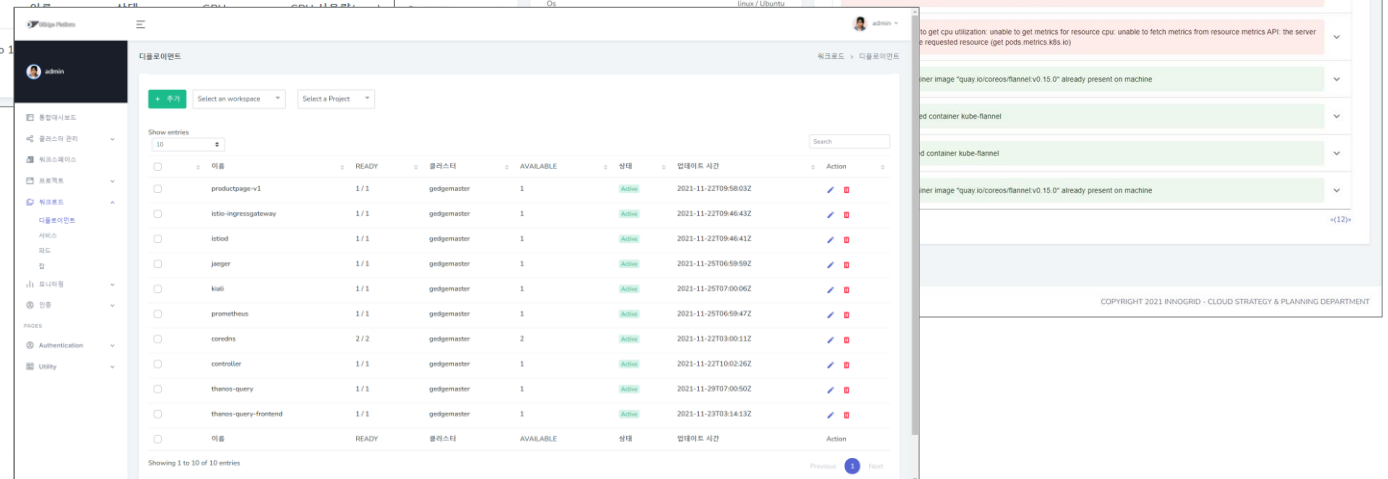 Os
linux / Ubuntu
admin
admin
디플로이먼트
워크로드 > 디플로이먼트
+ 추가
Select an workspace
Select a Project
Show entries
10
Search
이름 READY 클러스터 AVAILABLE 상태 업데이트 시간 Action
productpage-v1 1 / 1 gedgemaster 1 Active 2021-11-22T09:58:03Z
istio-ingressgateway 1 / 1 gedgemaster 1 Active 2021-11-22T09:46:43Z
istiod 1 / 1 gedgemaster 1 Active 2021-11-22T09:46:41Z
jaeger 1 / 1 gedgemaster 1 Active 2021-11-25T06:59:59Z
kiali 1 / 1 gedgemaster 1 Active 2021-11-25T07:00:06Z
prometheus 1 / 1 gedgemaster 1 Active 2021-11-25T06:59:47Z
coredns 2 / 2 gedgemaster 2 Active 2021-11-22T03:00:11Z
controller 1 / 1 gedgemaster 1 Active 2021-11-22T10:02:26Z
thanos-query 1 / 1 gedgemaster 1 Active 2021-11-29T07:00:50Z
thanos-query-frontend 1 / 1 gedgemaster 1 Active 2021-11-23T03:14:13Z
이름 READY 클러스터 AVAILABLE 상태 업데이트 시간 Action
Showing 1 to 10 of 10 entries
Previous 1 Next
통합대시보드
클러스터 관리
워크스페이스
프로젝트
워크로드
디플로이먼트
서비스
파드
잡
모니터링
인증
PAGES
Authentication
Utility
to get cpu utilization: unable to get metrics for resource cpu: unable to fetch metrics from resource metrics API: the server
e requested resource (get pods.metrics.k8s.io)
iner image "quay.io/coreos/flannel:v0.15.0" already present on machine
ed container kube-flannel
d container kube-flannel
iner image "quay.io/coreos/flannel:v0.15.0" already present on machine
«(12)»
COPYRIGHT 2021 INNOGRID - CLOUD STRATEGY & PLANNING DEPARTMENT